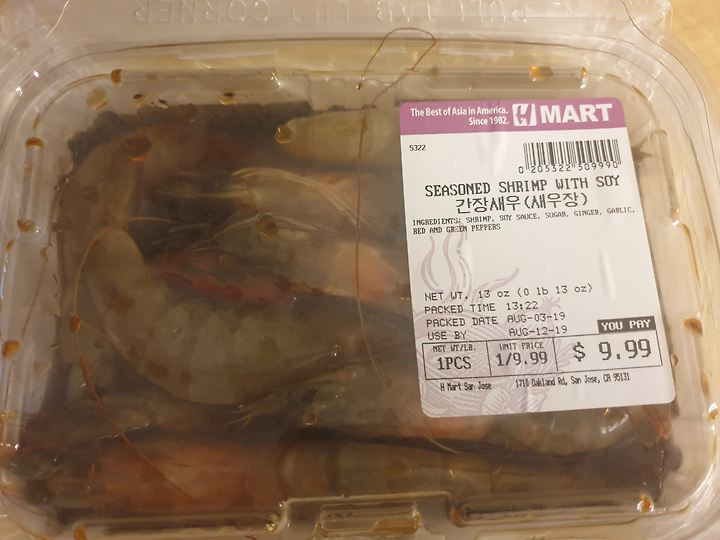 PULL TAB LIFT CORNER
The Best of Asia in America.
Since 1982.
H MART
5322
0 205322 509990
SEASONED SHRIMP WITH SOY
간장새우(새우장)
INGREDIENTS: SHRIMP, SOY SAUCE, SUGAR, GINGER, GARLIC,
RED AND GREEN PEPPERS
NET WT. 13 oz (0 lb 13 oz)
PACKED TIME 13:22
PACKED DATE AUG-03-19
USE BY AUG-12-19
YOU PAY
NET WT/LB. UNIT PRICE
1PCS 1/9.99 $ 9.99
H Mart San Jose 1710 Oakland Rd, San Jose, CA 95131